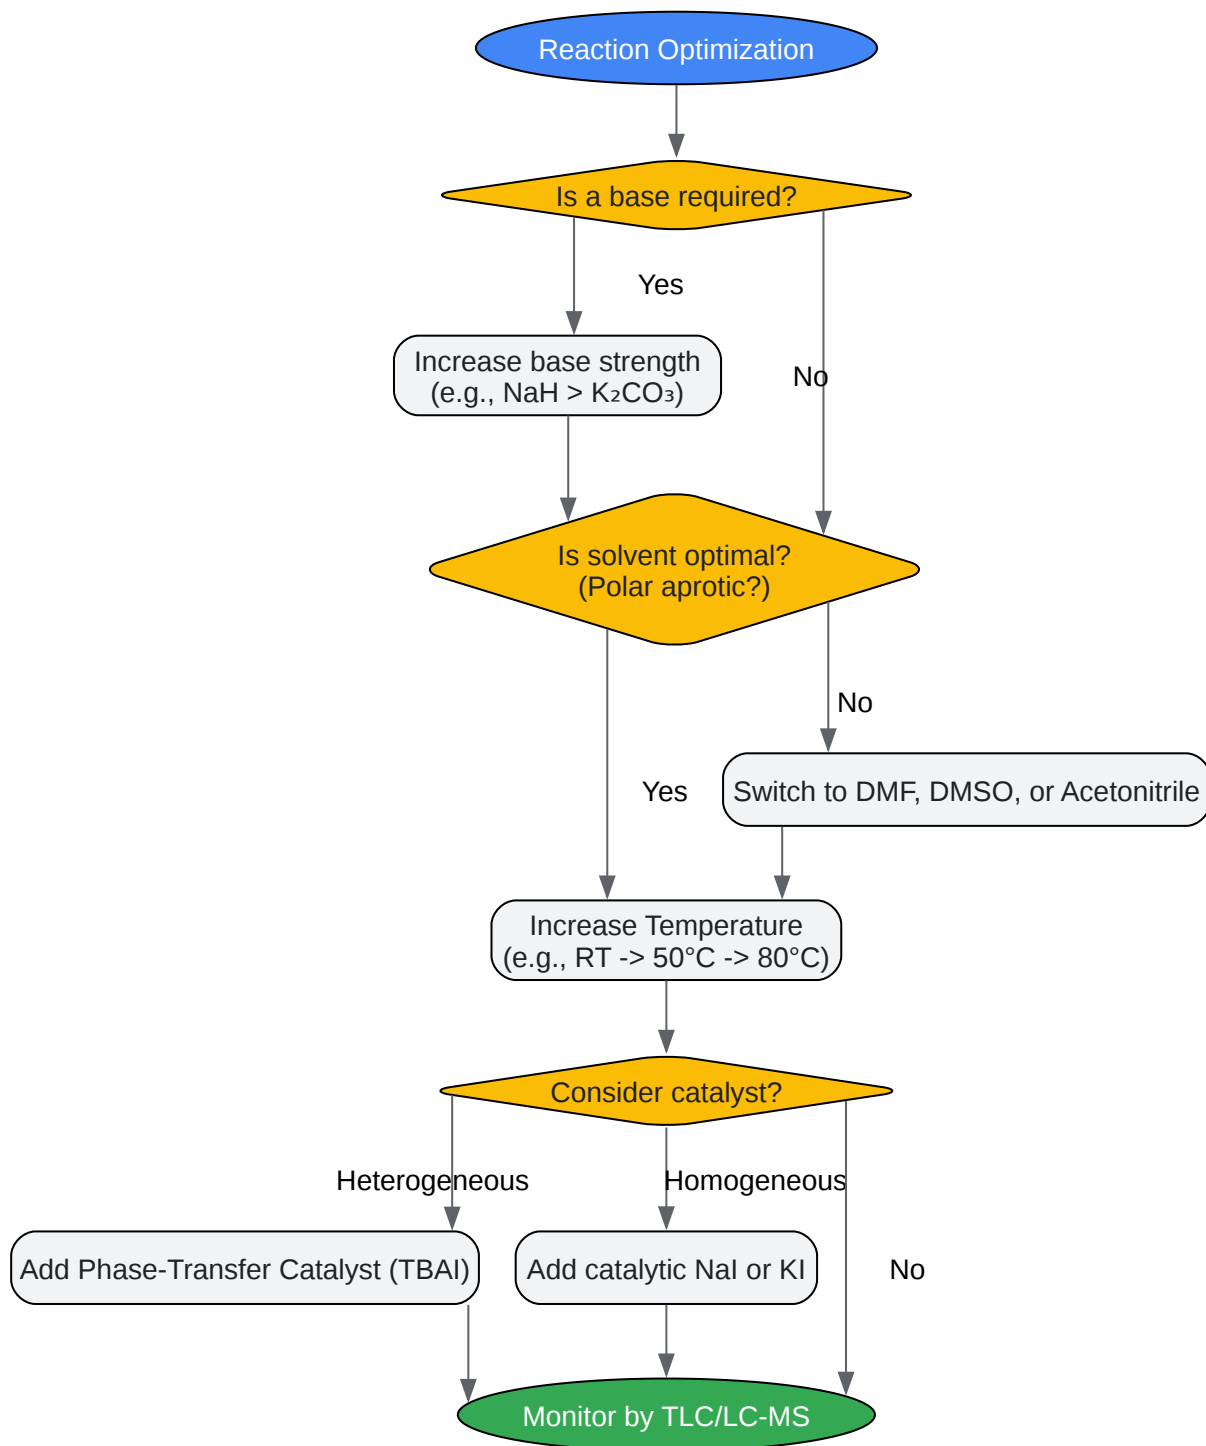 Reaction Optimization
Is a base required?
Yes
Increase base strength
(e.g., NaH > K₂CO₃)
No
Is solvent optimal?
(Polar aprotic?)
No
Yes
Switch to DMF, DMSO, or Acetonitrile
Increase Temperature
(e.g., RT -> 50°C -> 80°C)
Consider catalyst?
Heterogeneous
Homogeneous
Add Phase-Transfer Catalyst (TBAI)
Add catalytic NaI or KI
No
Monitor by TLC/LC-MS